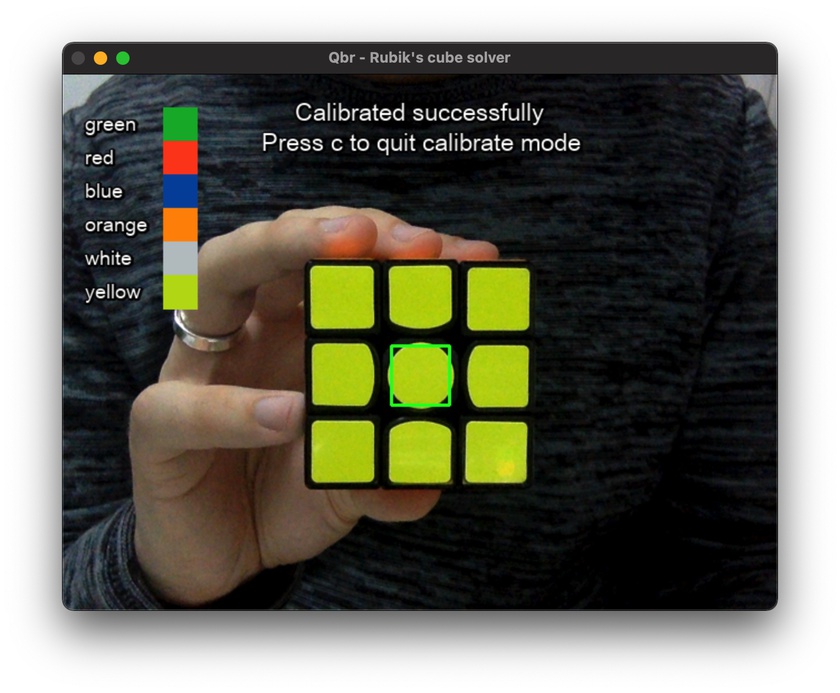 Qbr - Rubik's cube solver
Calibrated successfully
Press c to quit calibrate mode
green
red
blue
orange
white
yellow